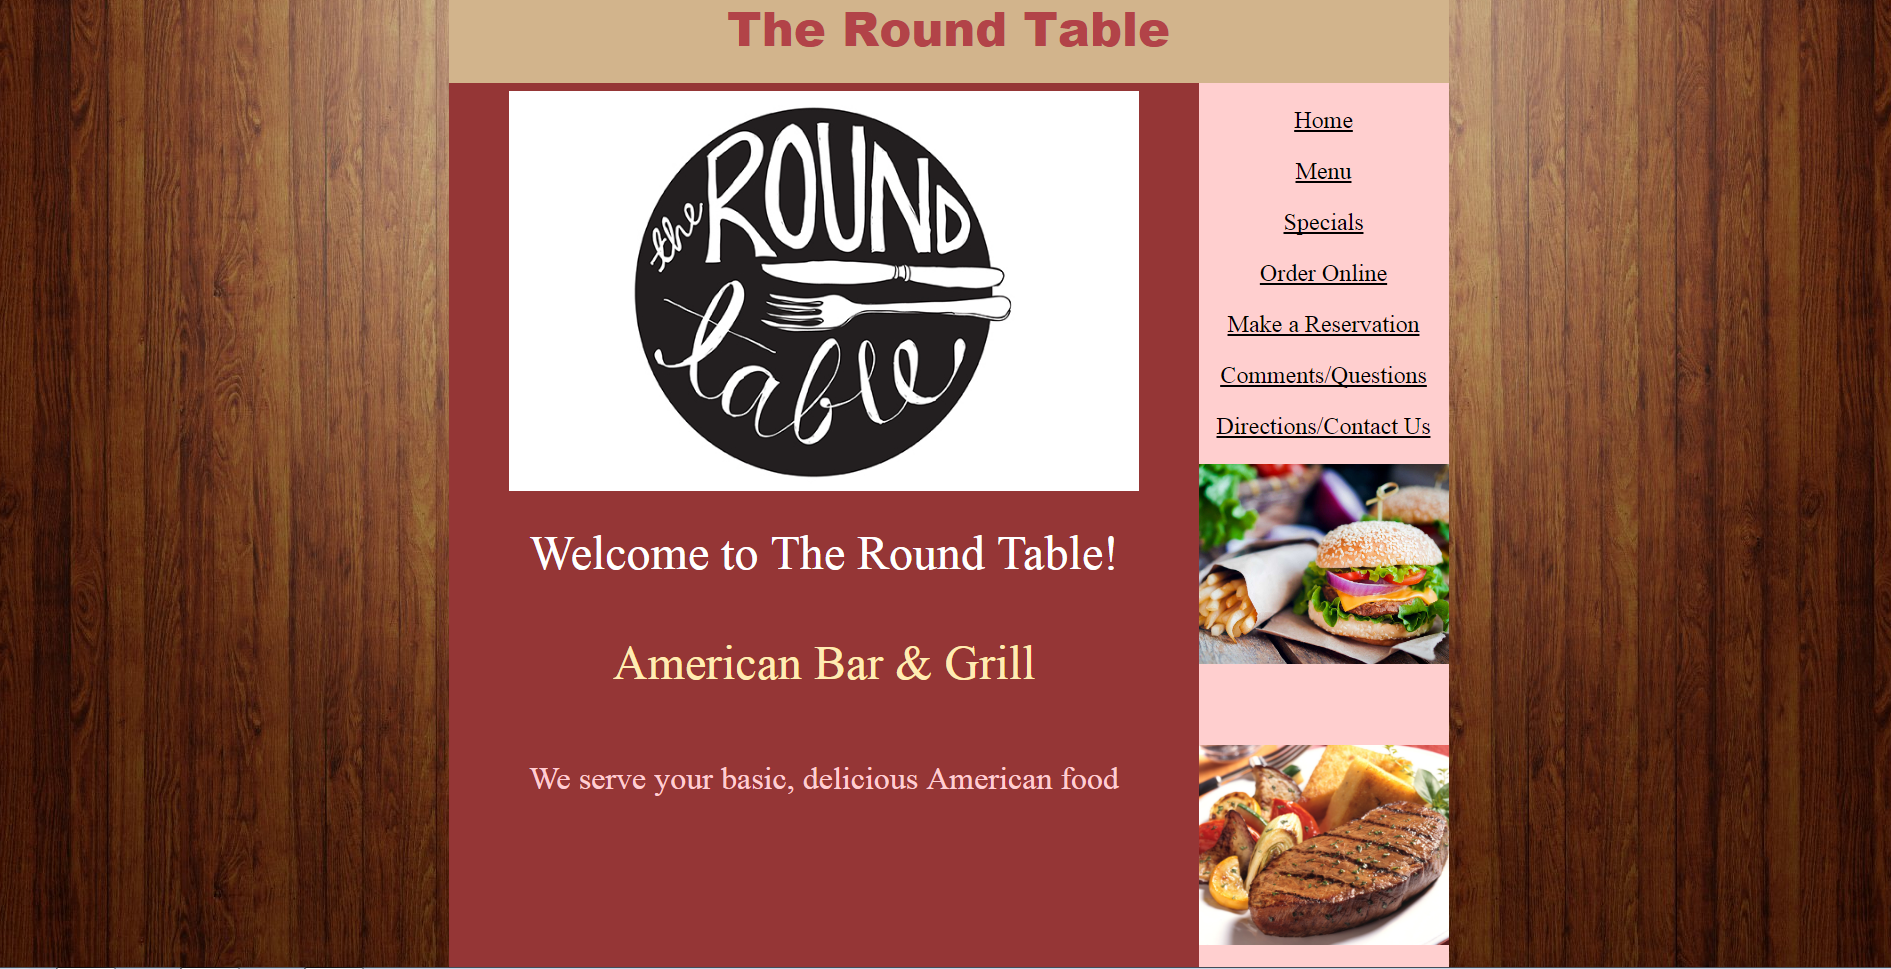 The Round Table
the ROUND
table
Welcome to The Round Table!
American Bar & Grill
We serve your basic, delicious American food
Home
Menu
Specials
Order Online
Make a Reservation
Comments/Questions
Directions/Contact Us